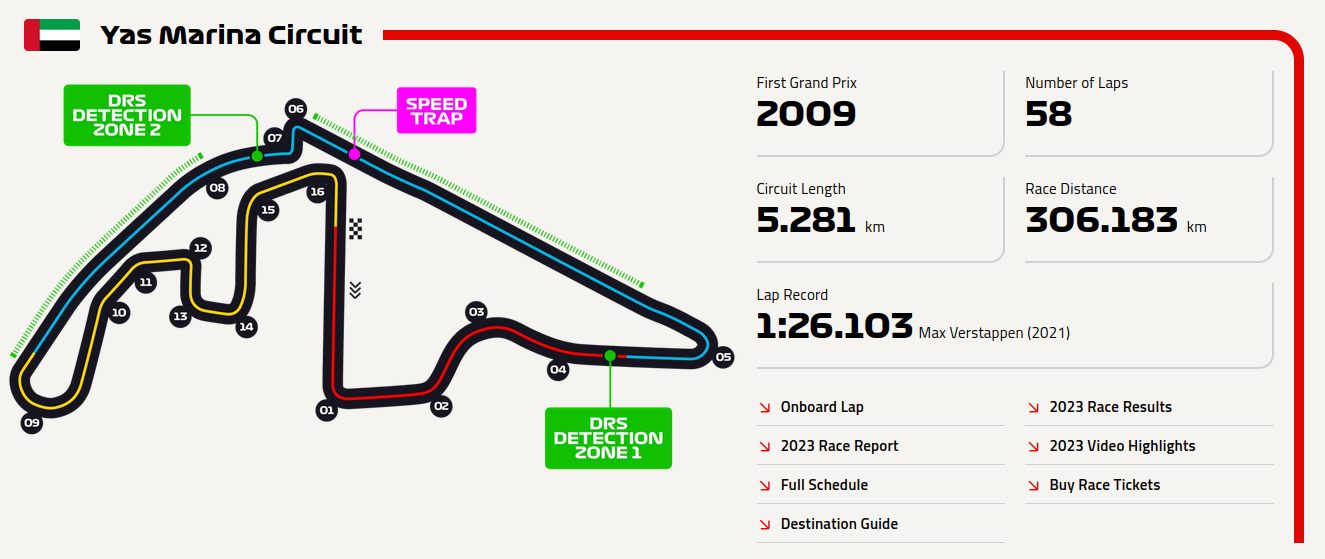 Yas Marina Circuit
DRS
DETECTION
ZONE 2
SPEED
TRAP
06
07
08
16
15
12
11
10
13
14
03
04
05
01
02
09
DRS
DETECTION
ZONE 1
First Grand Prix
2009
Number of Laps
58
Circuit Length
5.281 km
Race Distance
306.183 km
Lap Record
1:26.103 Max Verstappen (2021)
Onboard Lap
2023 Race Results
2023 Race Report
2023 Video Highlights
Full Schedule
Buy Race Tickets
Destination Guide